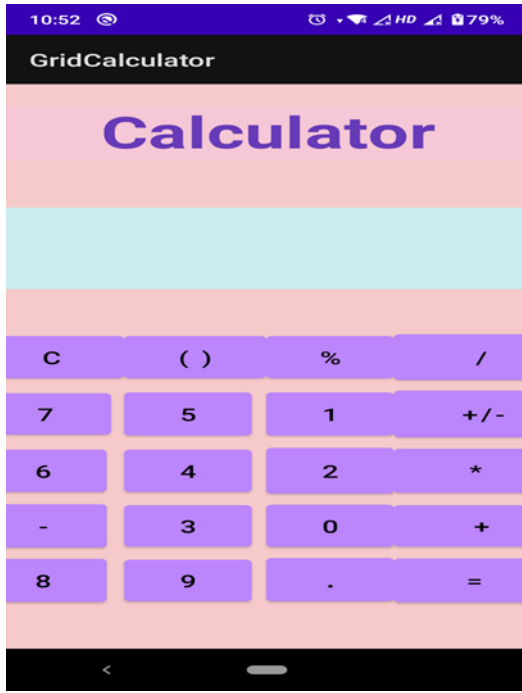 10:52 HD 79%
GridCalculator
Calculator
C ( ) % /
7 5 1 +/-
6 4 2 *
- 3 0 +
8 9 . =